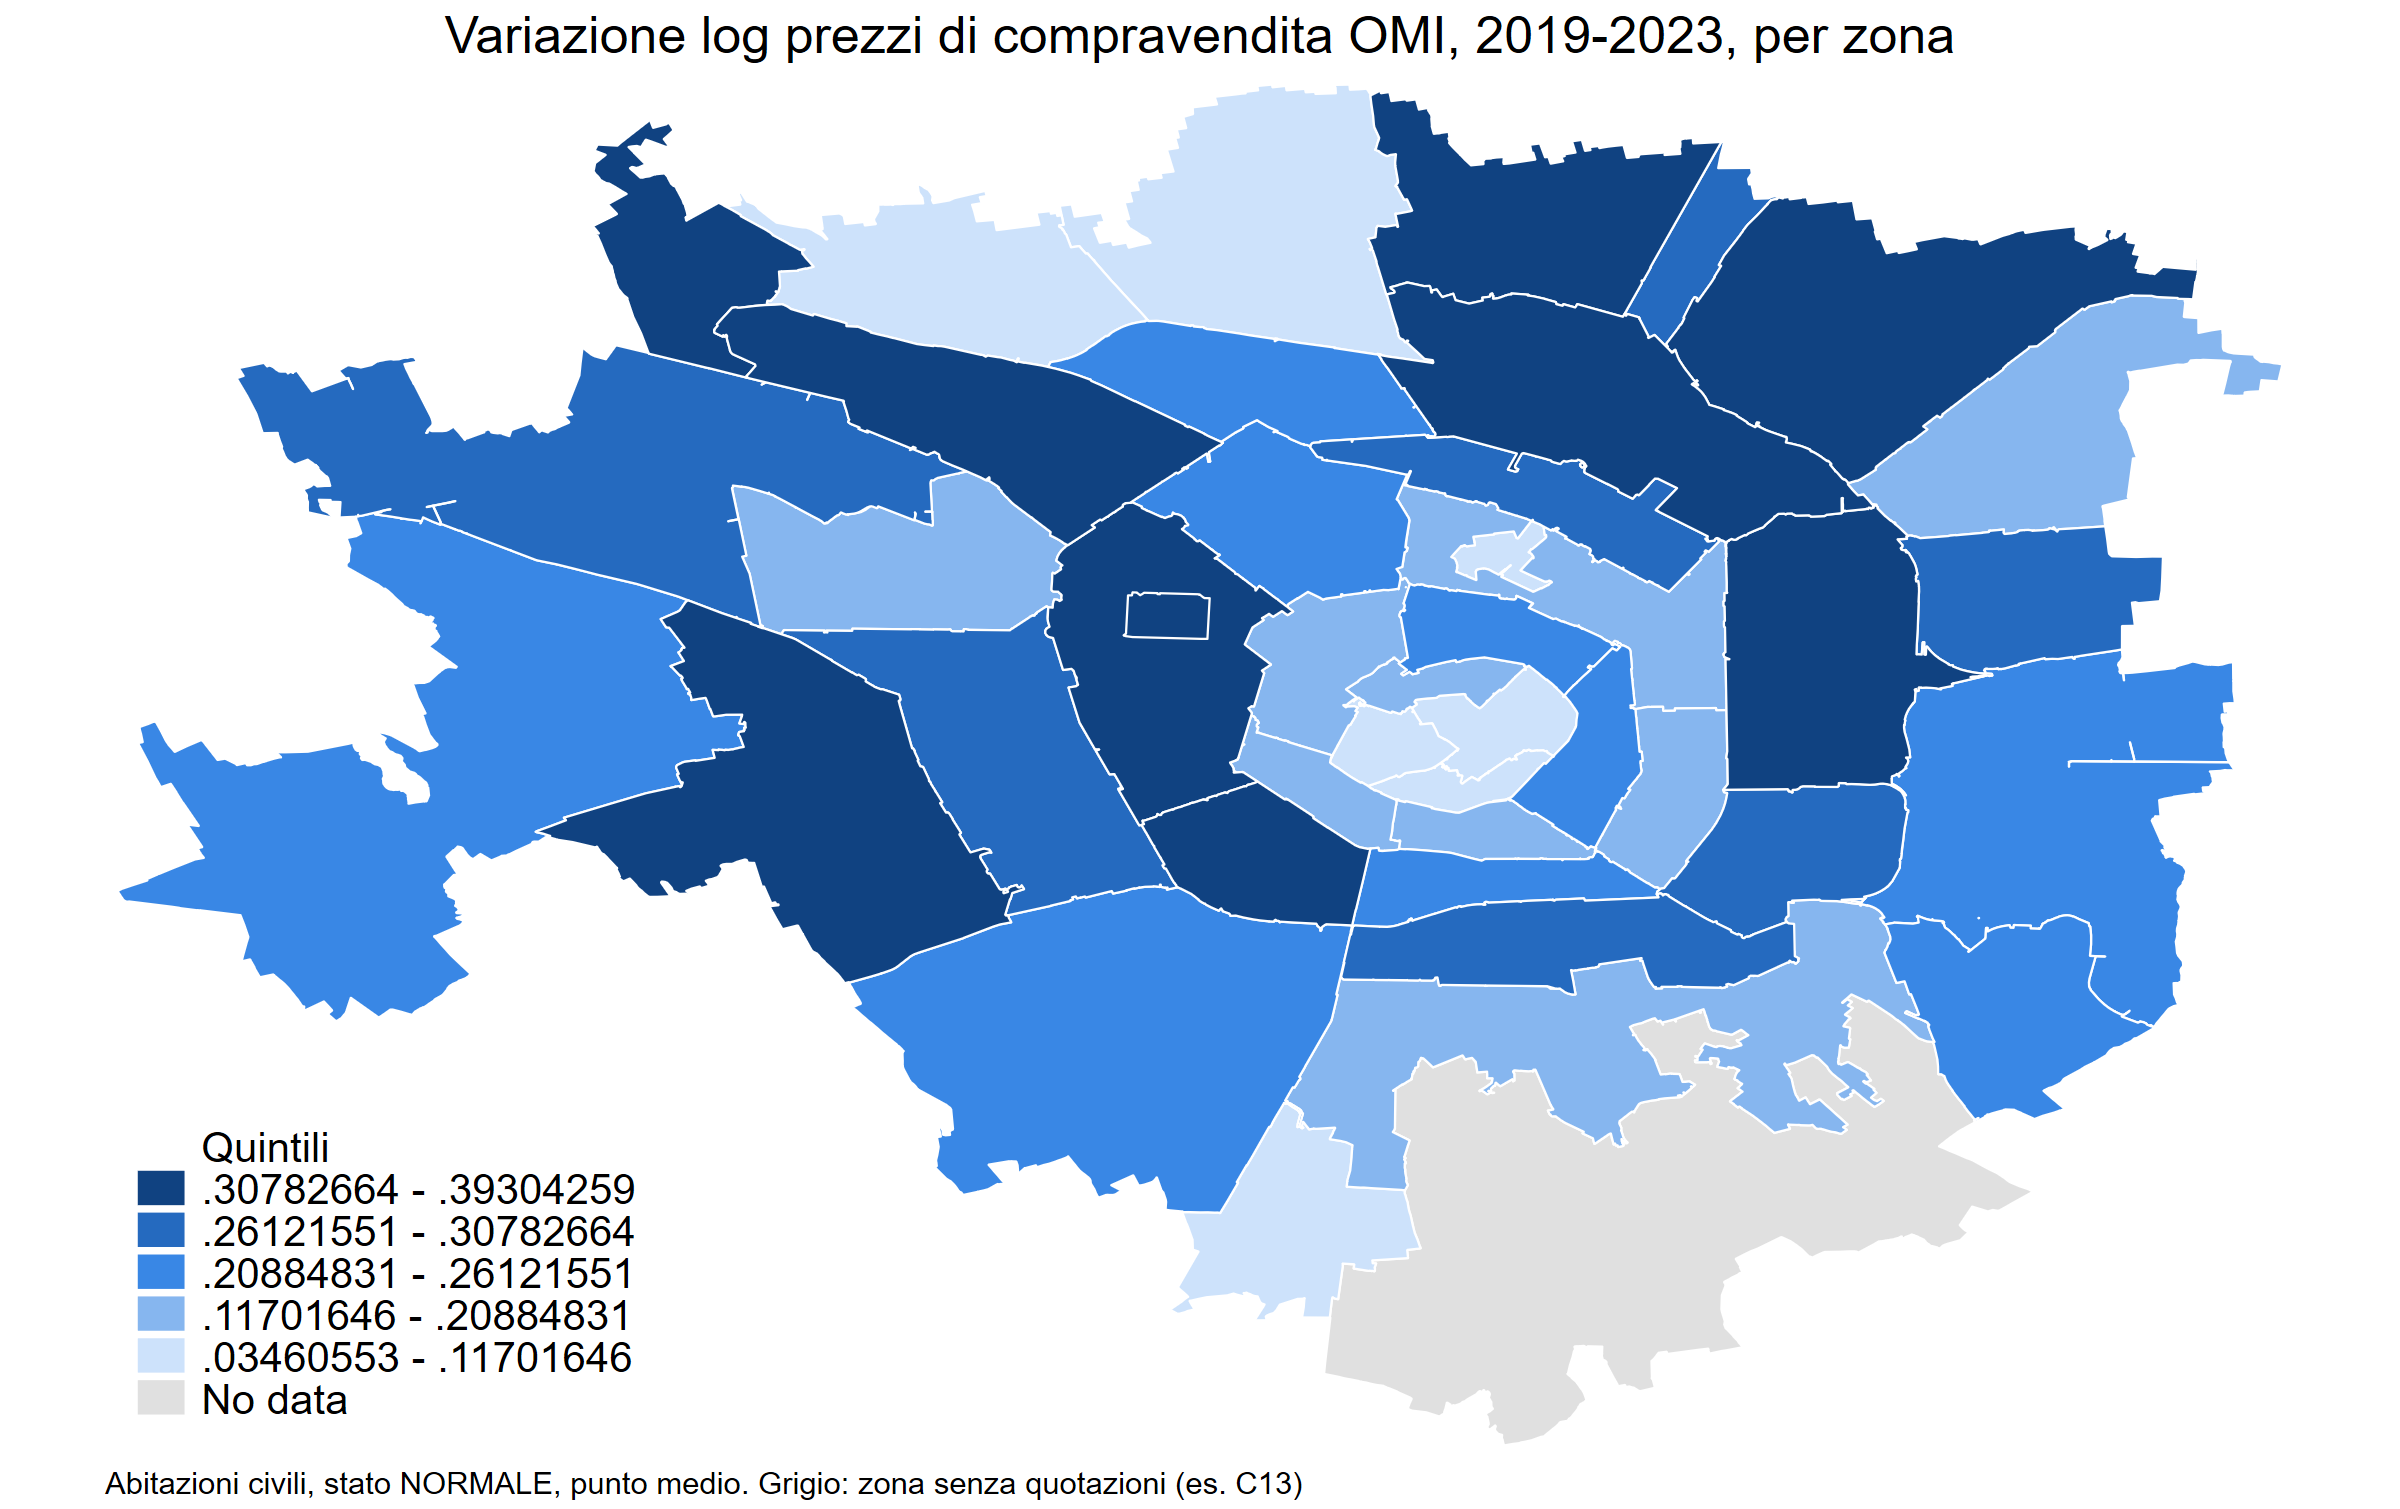 Variazione log prezzi di compravendita OMI, 2019-2023, per zona
Quintili
.30782664 - .39304259
.26121551 - .30782664
.20884831 - .26121551
.11701646 - .20884831
.03460553 - .11701646
No data
Abitazioni civili, stato NORMALE, punto medio. Grigio: zona senza quotazioni (es. C13)